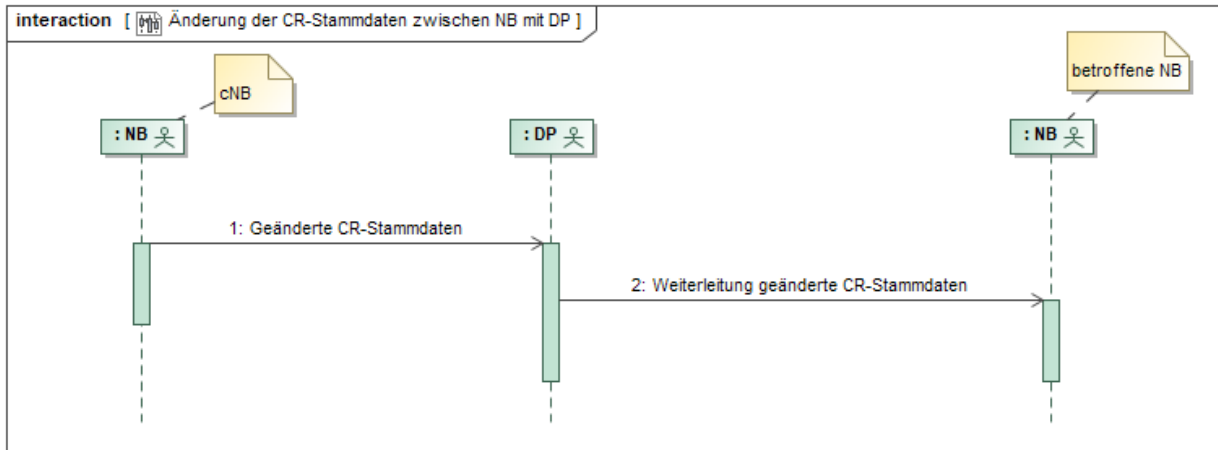 interaction [ Änderung der CR-Stammdaten zwischen NB mit DP ]
cNB
betroffene NB
: NB
: DP
: NB
1: Geänderte CR-Stammdaten
2: Weiterleitung geänderte CR-Stammdaten